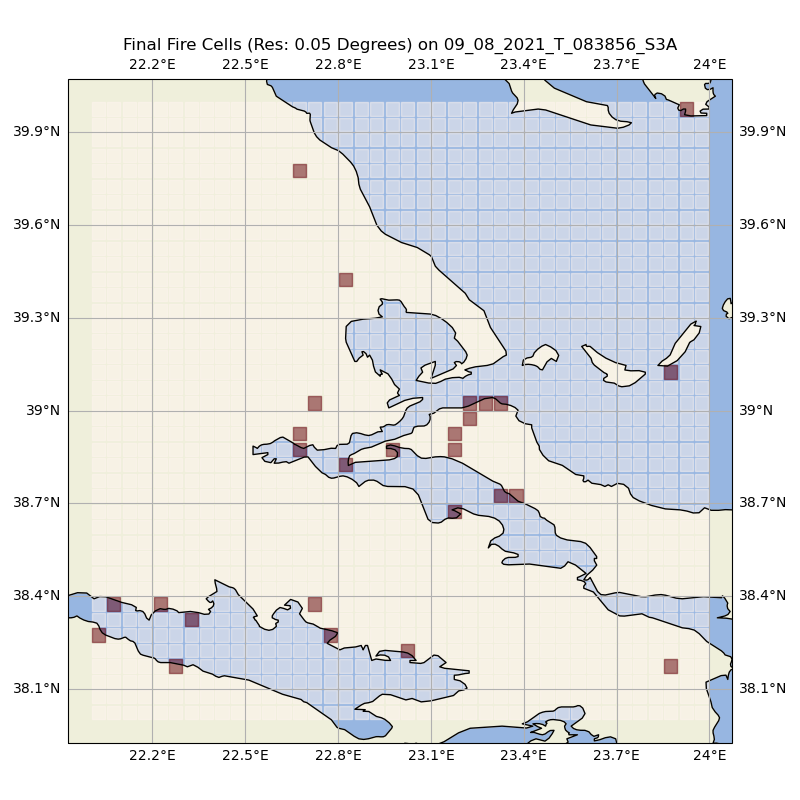 Final Fire Cells (Res: 0.05 Degrees) on 09_08_2021_T_083856_S3A
22.2°E 22.5°E 22.8°E 23.1°E 23.4°E 23.7°E 24°E
39.9°N 39.9°N
39.6°N 39.6°N
39.3°N 39.3°N
39°N 39°N
38.7°N 38.7°N
38.4°N 38.4°N
38.1°N 38.1°N
22.2°E 22.5°E 22.8°E 23.1°E 23.4°E 23.7°E 24°E